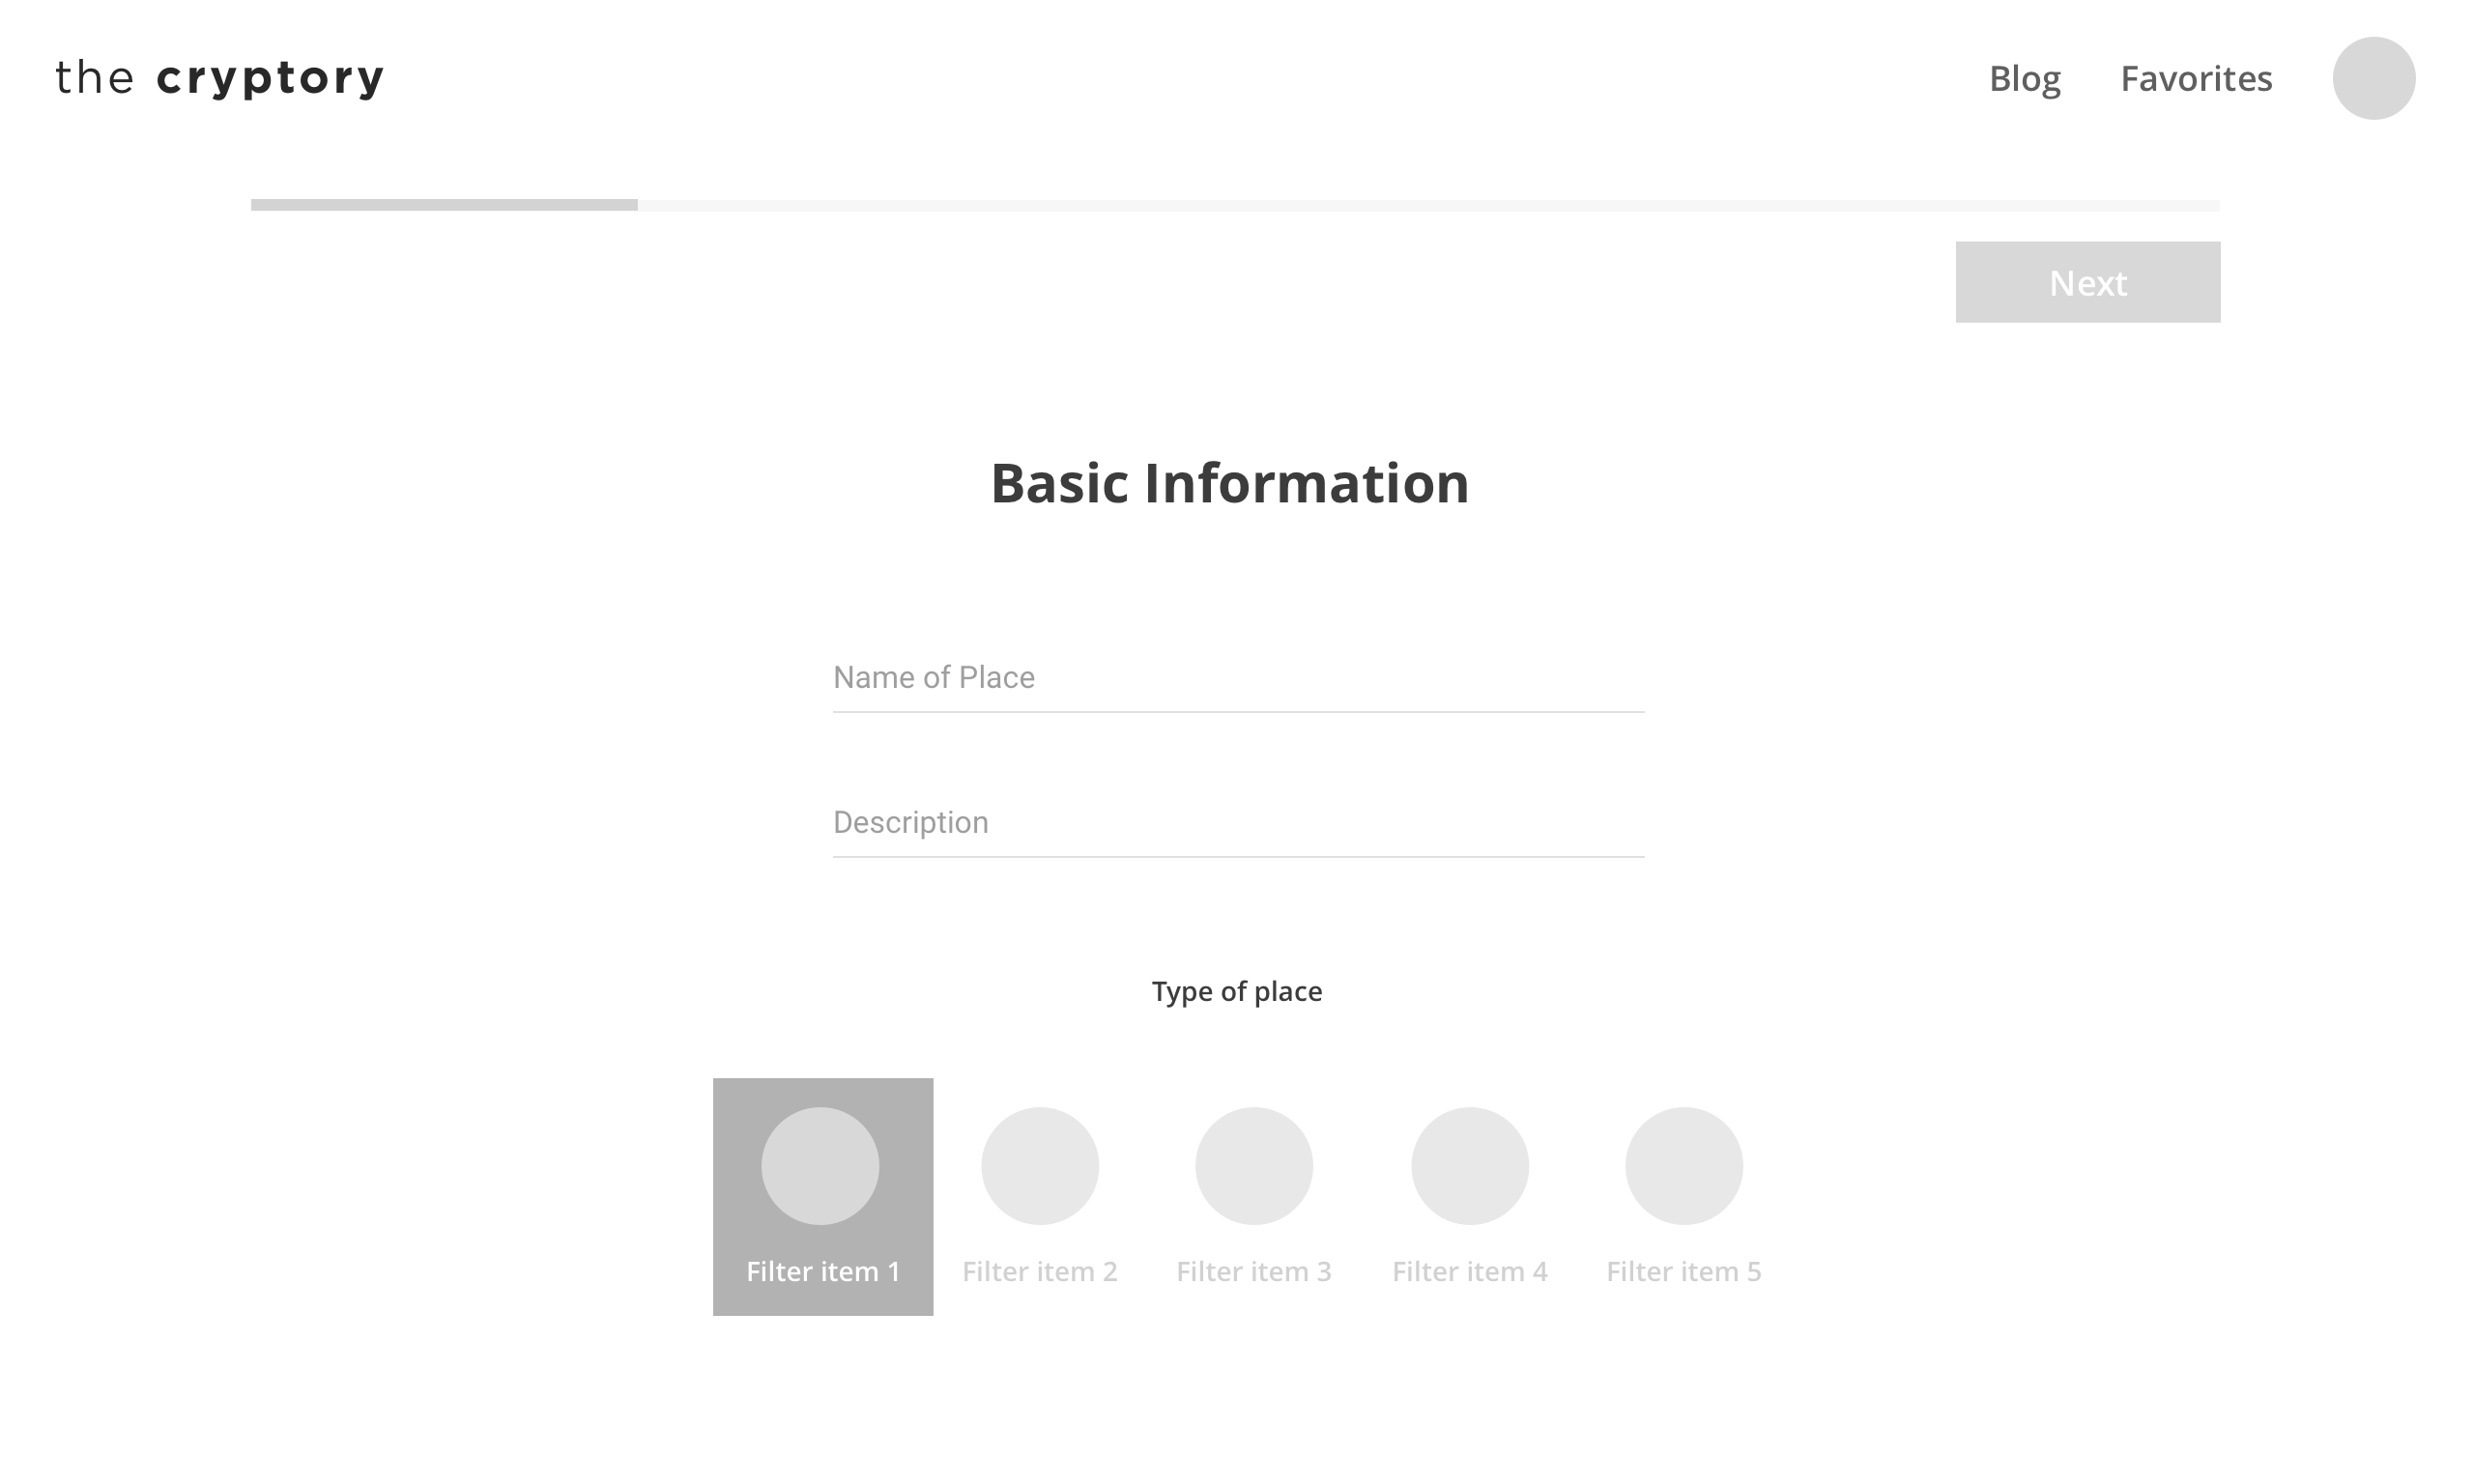 the cryptory
Blog Favorites
Next
Basic Information
Name of Place
Description
Type of place
Filter item 1 Filter item 2 Filter item 3 Filter item 4 Filter item 5